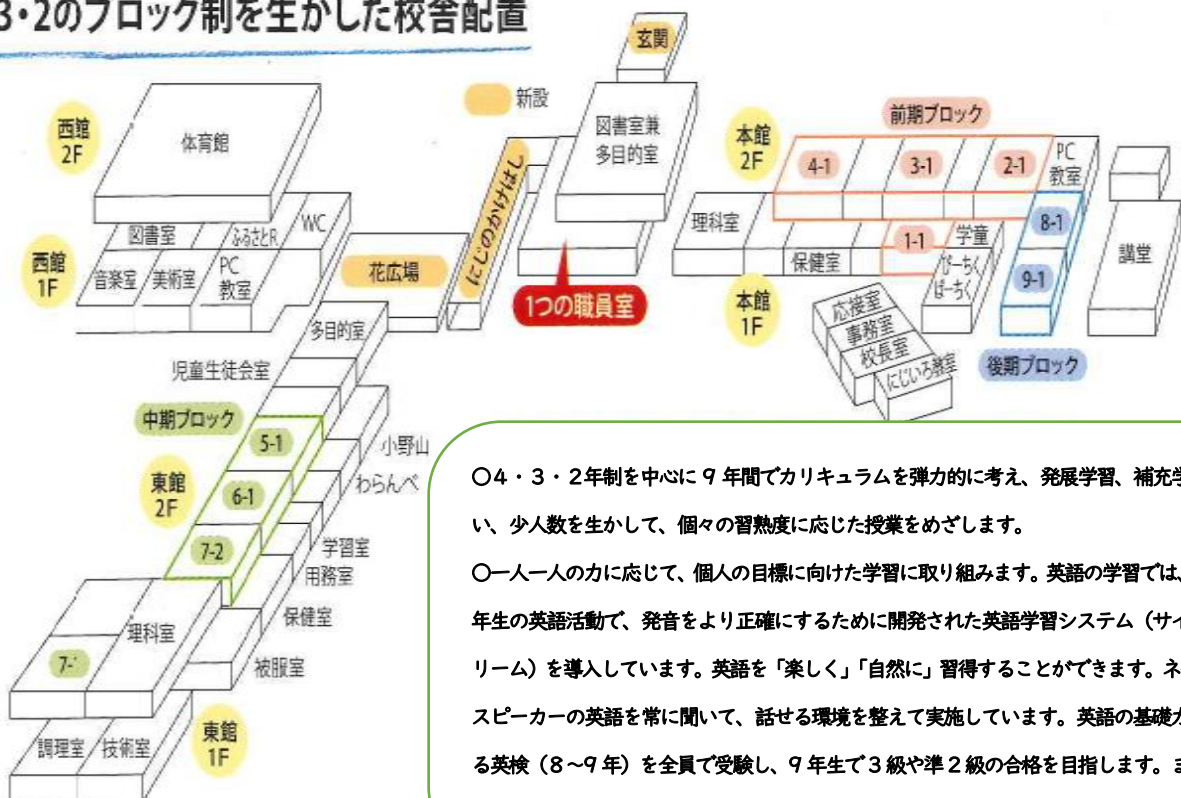 3・2のブロック制を生かした校舎配置
玄関
新設
西館
2F
体育館
図書室兼
多目的室
本館
2F
前期ブロック
4-1
3-1
2-1
PC
教室
にじのかけはし
図書室
ふるさとR
WC
理科室
8-1
西館
1F
音楽室
美術室
PC
教室
花広場
1つの職員室
本館
1F
保健室
1-1
学童
ぴーちく
ぱーちく
9-1
講堂
後期ブロック
応接室
事務室
校長室
にじいろ教室
多目的室
児童生徒会室
中期ブロック
5-1
小野山
わらんべ
東館
2F
6-1
7-2
学習室
用務室
保健室
被服室
理科室
7-
調理室
技術室
東館
1F
〇4・3・2年制を中心に9年間でカリキュラムを弾力的に考え、発展学習、補充学
い、少人数を生かして、個々の習熟度に応じた授業をめざします。
〇一人一人の力に応じて、個人の目標に向けた学習に取り組みます。英語の学習では、
年生の英語活動で、発音をより正確にするために開発された英語学習システム（サイ
リーム）を導入しています。英語を「楽しく」「自然に」習得することができます。ネ
スピーカーの英語を常に聞いて、話せる環境を整えて実施しています。英語の基礎力
る英検（8～9年）を全員で受験し、9年生で3級や準2級の合格を目指します。ま